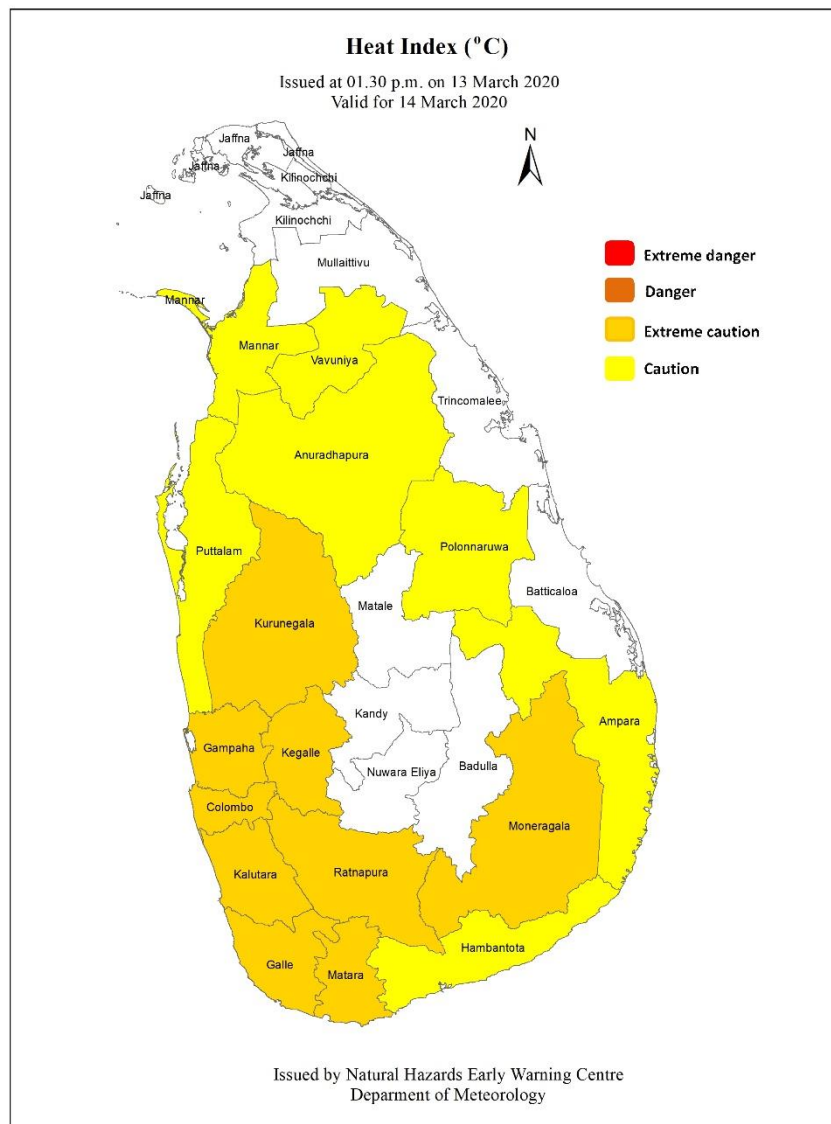 Heat Index (°C)
Issued at 01.30 p.m. on 13 March 2020
Valid for 14 March 2020
N
Jaffna
Jaffna
Jaffna
Kilinochchi
Jaffna
Kilinochchi
Mullaittivu
Extreme danger
Danger
Extreme caution
Caution
Mannar
Mannar
Vavuniya
Trincomalee
Anuradhapura
Puttalam
Polonnaruwa
Batticaloa
Matale
Kurunegala
Kandy
Ampara
Gampaha
Kegalle
Nuwara Eliya
Badulla
Colombo
Moneragala
Kalutara
Ratnapura
Hambantota
Galle
Matara
Issued by Natural Hazards Early Warning Centre
Deparment of Meteorology